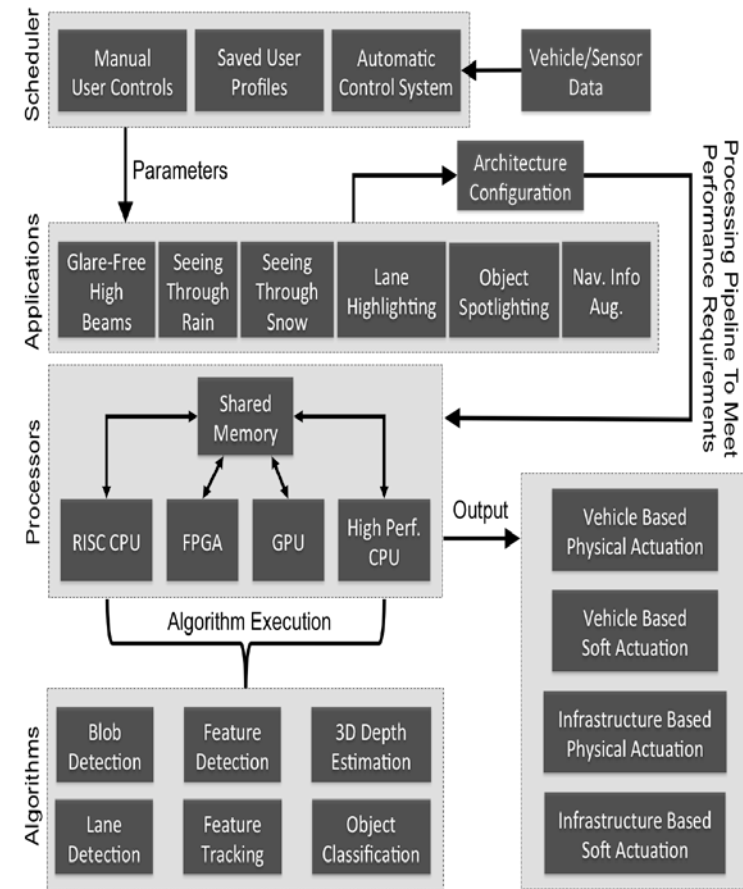 Scheduler
Manual
User Controls
Saved User
Profiles
Automatic
Control System
Vehicle/Sensor
Data
Parameters
Architecture
Configuration
Processing Pipeline To Meet
Performance Requirements
Applications
Glare-Free
High
Beams
Seeing
Through
Rain
Seeing
Through
Snow
Lane
Highlighting
Object
Spotlighting
Nav. Info
Aug.
Processors
Shared
Memory
RISC CPU
FPGA
GPU
High Perf.
CPU
Output
Algorithm Execution
Vehicle Based
Physical Actuation
Vehicle Based
Soft Actuation
Infrastructure Based
Physical Actuation
Infrastructure Based
Soft Actuation
Algorithms
Blob
Detection
Feature
Detection
3D Depth
Estimation
Lane
Detection
Feature
Tracking
Object
Classification